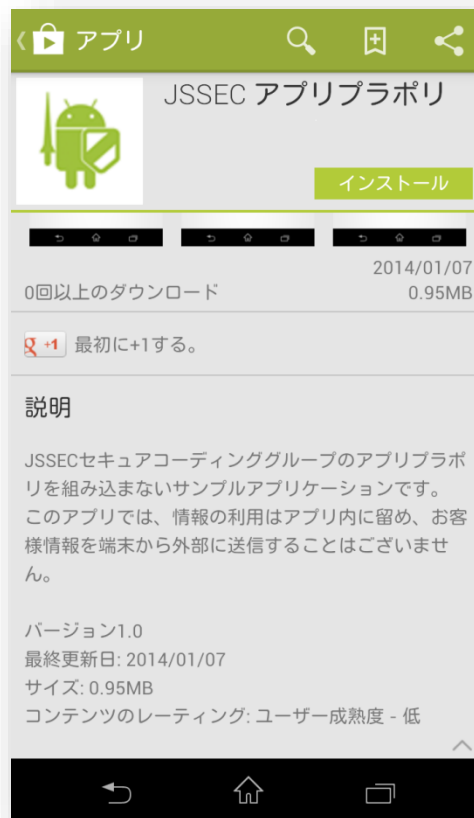 アプリ
JSSEC アプリプラポリ
インストール
2014/01/07
0回以上のダウンロード 0.95MB
g +1 最初に+1する。
説明
JSSECセキュアコーディンググループのアプリプラポ
リを組み込まないサンプルアプリケーションです。
このアプリでは、情報の利用はアプリ内に留め、お客
様情報を端末から外部に送信することはございませ
ん。
バージョン1.0
最終更新日: 2014/01/07
サイズ: 0.95MB
コンテンツのレーティング: ユーザー成熟度 - 低